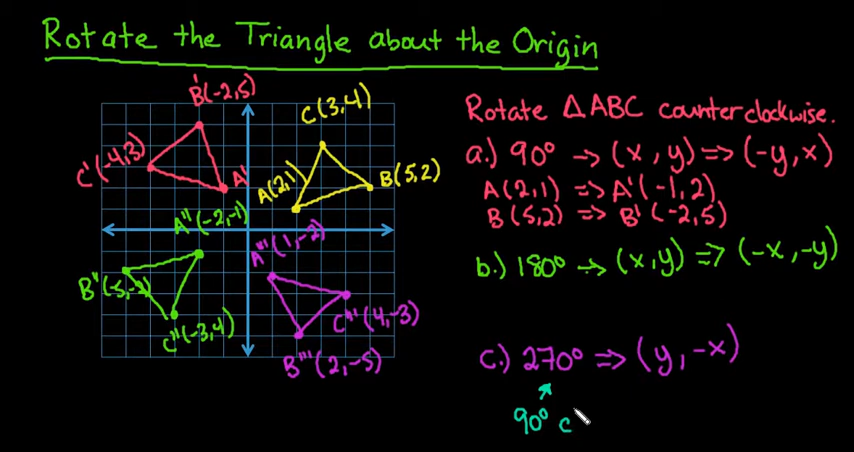 Rotate the Triangle about the Origin
B'(-2,5)
C(3,4)
C'(-4,3)
A'
A(2,1)
B(5,2)
A''(-2,-1)
A'''(1,-2)
B''(-5,-2)
C''(-3,4)
C'''(4,-3)
B'''(2,-5)
Rotate △ABC counterclockwise.
a.) 90° → (x,y) ⇒ (-y,x)
A(2,1) ⇒ A'(-1,2)
B(5,2) ⇒ B'(-2,5)
b.) 180° → (x,y) ⇒ (-x,-y)
c.) 270° ⇒ (y,-x)
90° c